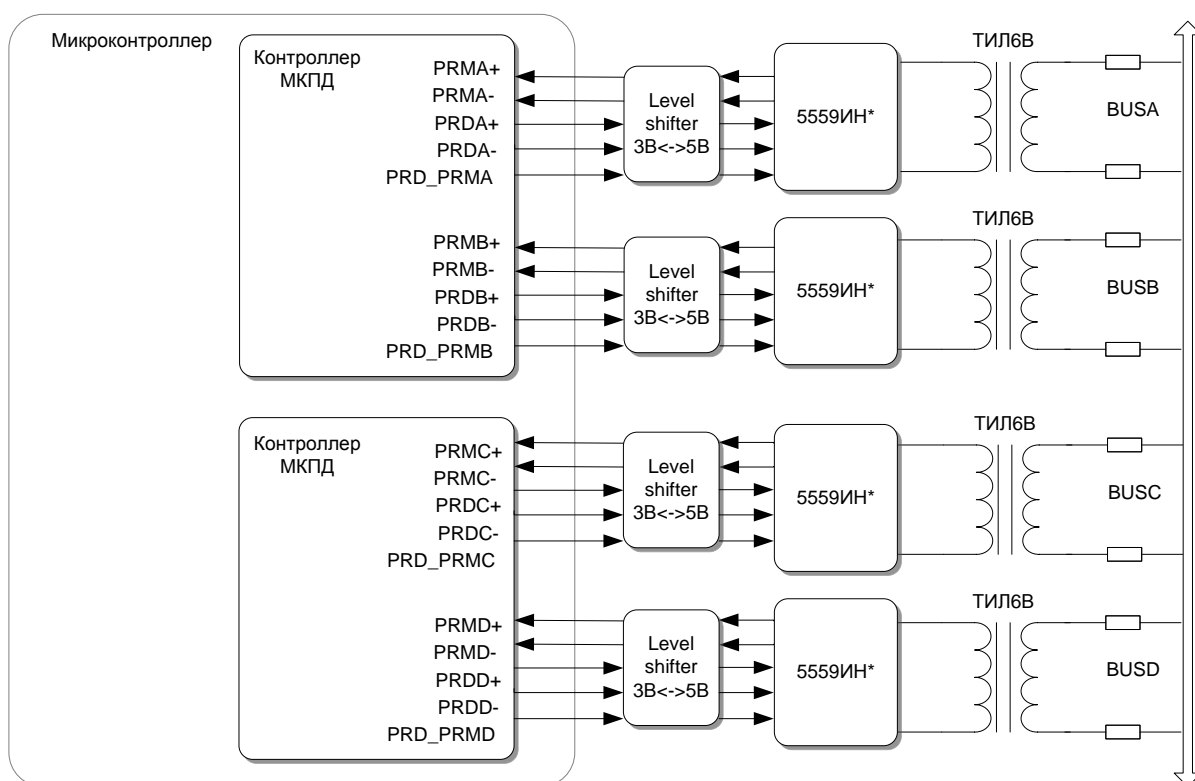 Микроконтроллер
Контроллер
МКПД
PRMA+
PRMA-
PRDA+
PRDA-
PRD_PRMA
Level
shifter
3В<->5В
5559ИН*
ТИЛ6В
BUSA
PRMB+
PRMB-
PRDB+
PRDB-
PRD_PRMB
Level
shifter
3В<->5В
5559ИН*
ТИЛ6В
BUSB
Контроллер
МКПД
PRMC+
PRMC-
PRDC+
PRDC-
PRD_PRMC
Level
shifter
3В<->5В
5559ИН*
ТИЛ6В
BUSC
PRMD+
PRMD-
PRDD+
PRDD-
PRD_PRMD
Level
shifter
3В<->5В
5559ИН*
ТИЛ6В
BUSD